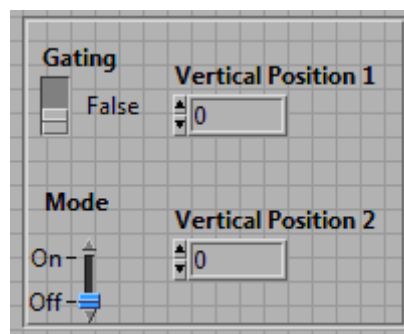 Gating
Vertical Position 1
False
0
Mode
Vertical Position 2
On
0
Off